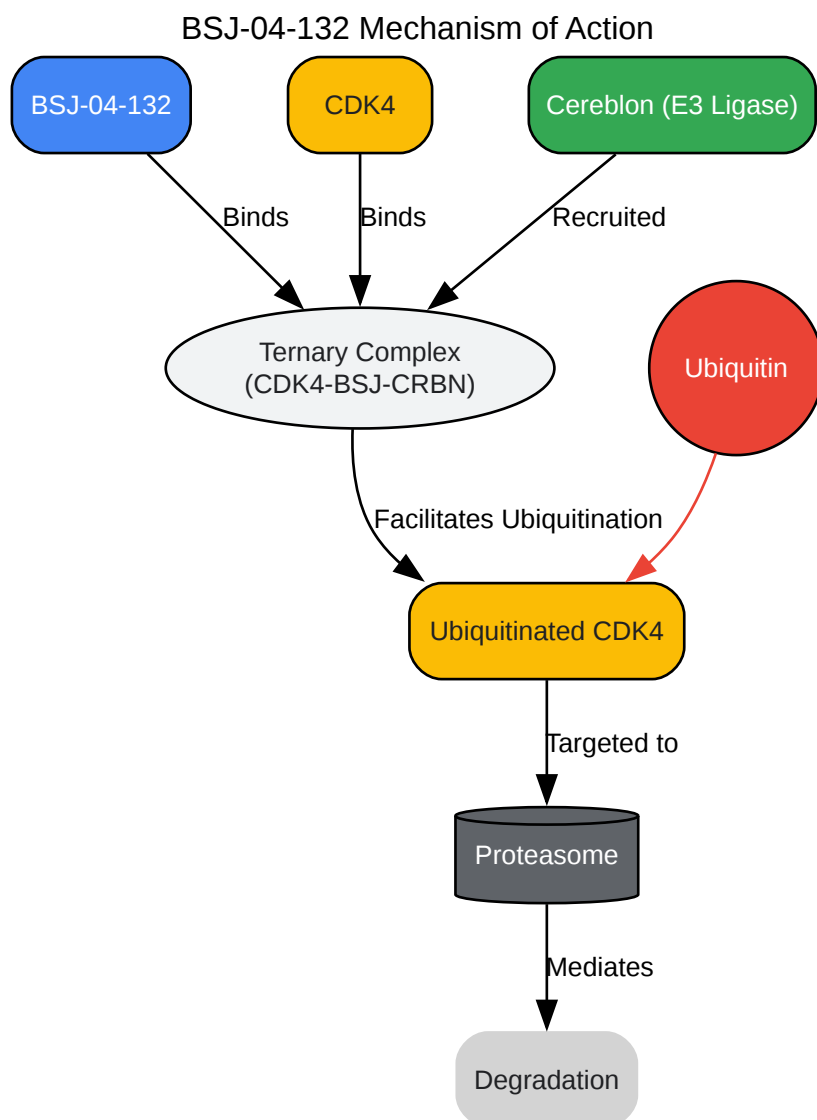 BSJ-04-132 Mechanism of Action
BSJ-04-132
CDK4
Cereblon (E3 Ligase)
Binds
Binds
Recruited
Ternary Complex
(CDK4-BSJ-CRBN)
Ubiquitin
Facilitates Ubiquitination
Ubiquitinated CDK4
Targeted to
Proteasome
Mediates
Degradation